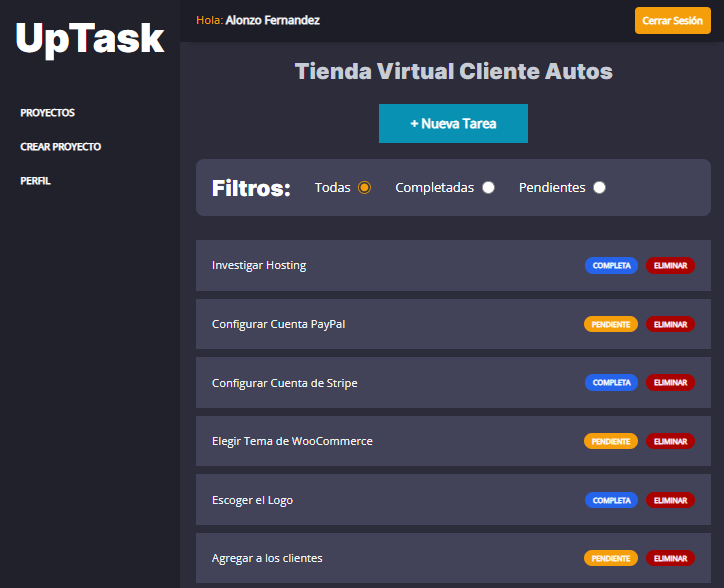 UpTask
Hola: Alonzo Fernandez
Cerrar Sesión
PROYECTOS
CREAR PROYECTO
PERFIL
Tienda Virtual Cliente Autos
+ Nueva Tarea
Filtros: Todas Completadas Pendientes
Investigar Hosting COMPLETA ELIMINAR
Configurar Cuenta PayPal PENDIENTE ELIMINAR
Configurar Cuenta de Stripe COMPLETA ELIMINAR
Elegir Tema de WooCommerce PENDIENTE ELIMINAR
Escoger el Logo COMPLETA ELIMINAR
Agregar a los clientes PENDIENTE ELIMINAR